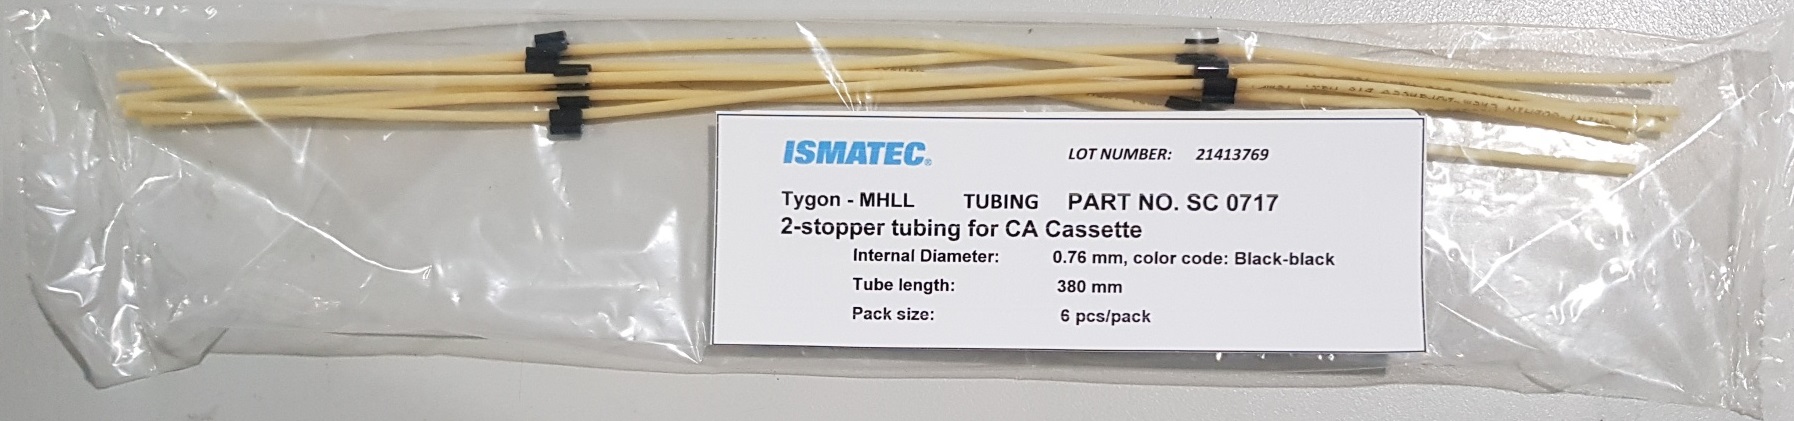 ISMATEC®
LOT NUMBER: 21413769
Tygon - MHLL TUBING PART NO. SC 0717
2-stopper tubing for CA Cassette
Internal Diameter: 0.76 mm, color code: Black-black
Tube length: 380 mm
Pack size: 6 pcs/pack